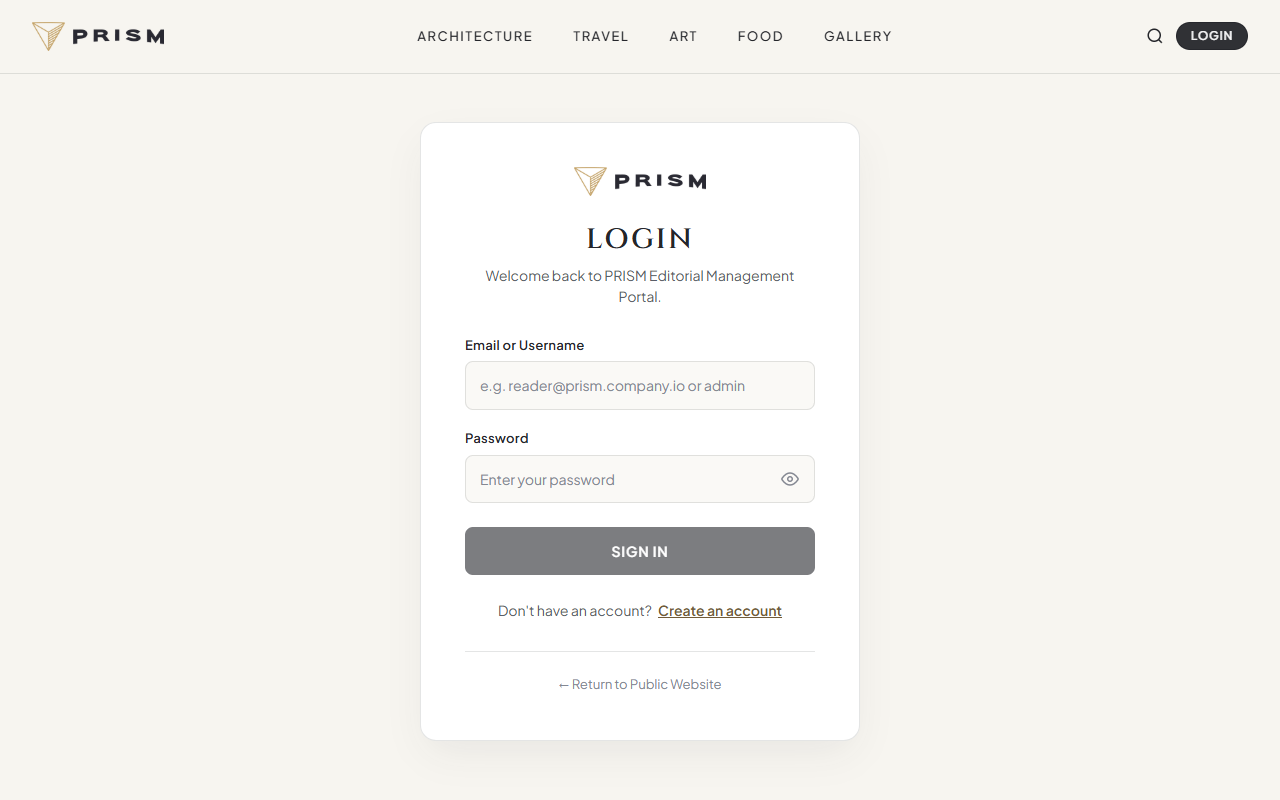 PRISM
ARCHITECTURE
TRAVEL
ART
FOOD
GALLERY
LOGIN
PRISM
LOGIN
Welcome back to PRISM Editorial Management
Portal.
Email or Username
e.g. reader@prism.company.io or admin
Password
Enter your password
SIGN IN
Don't have an account? Create an account
← Return to Public Website